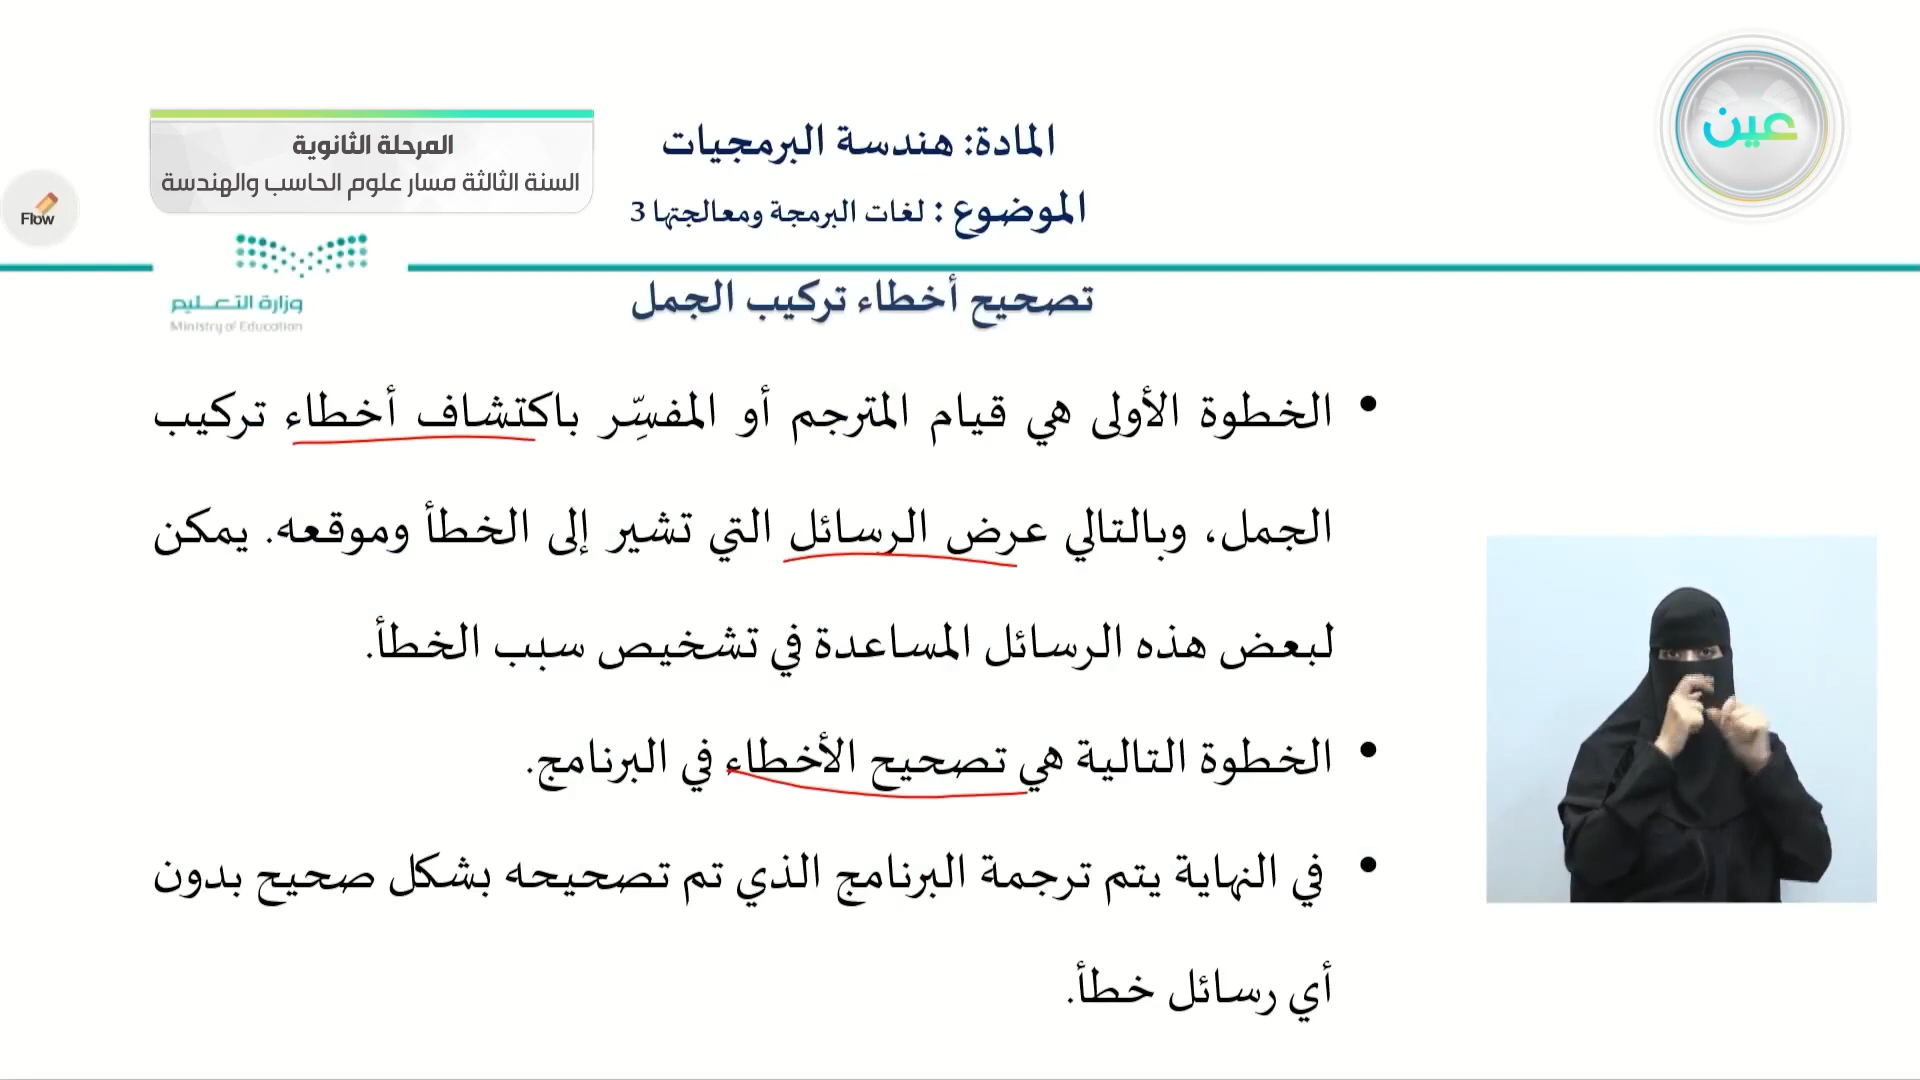 عين
المادة: هندسة البرمجيات
الموضوع : لغات البرمجة ومعالجتها 3
المرحلة الثانوية
السنة الثالثة مسار علوم الحاسب والهندسة
Flow
وزارة التعليم
Ministry of Education
تصحيح أخطاء تركيب الجمل
• الخطوة الأولى هي قيام المترجم أو المفسِّر باكتشاف أخطاء تركيب
الجمل، وبالتالي عرض الرسائل التي تشير إلى الخطأ وموقعه. يمكن
لبعض هذه الرسائل المساعدة في تشخيص سبب الخطأ.
• الخطوة التالية هي تصحيح الأخطاء في البرنامج.
• في النهاية يتم ترجمة البرنامج الذي تم تصحيحه بشكل صحيح بدون
أي رسائل خطأ.